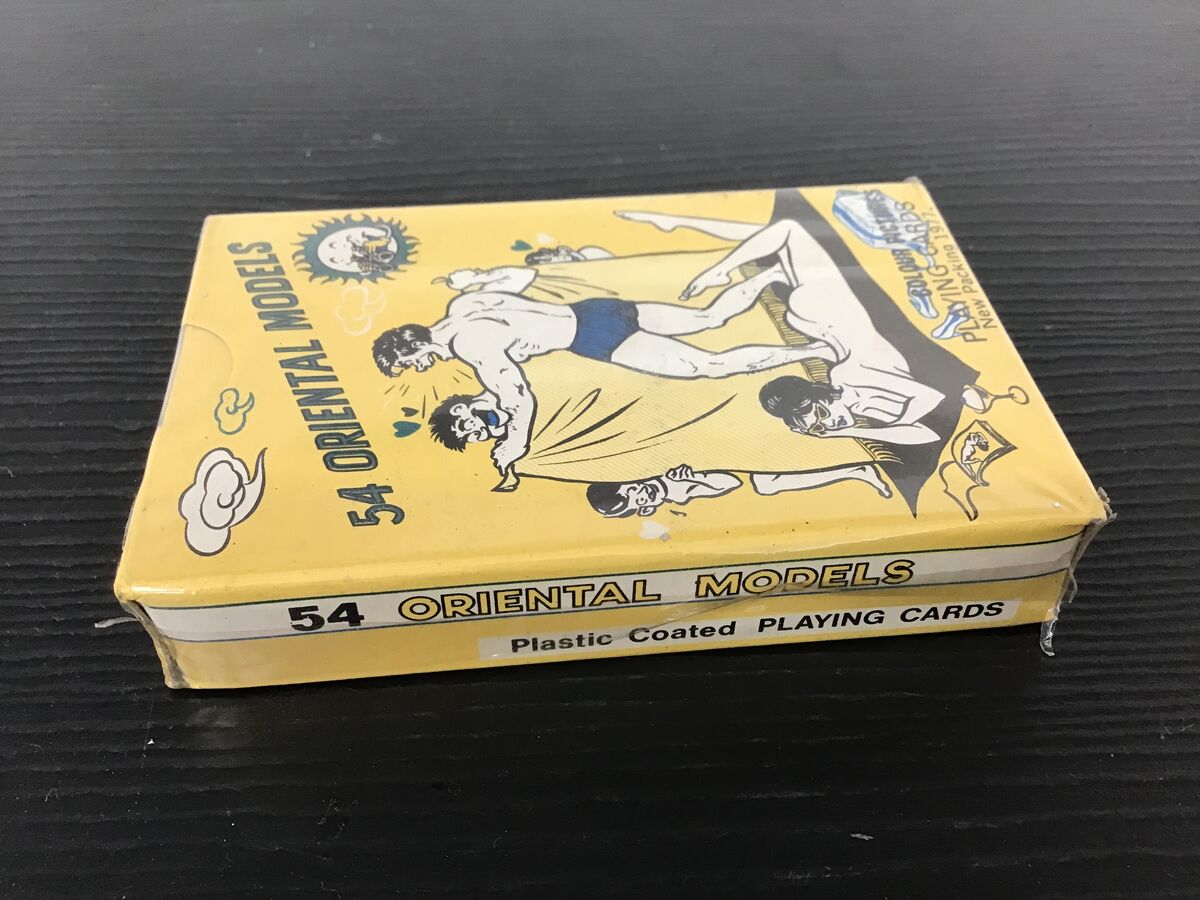 54 ORIENTAL MODELS
COLOUR PICTURES
PLAYING CARDS
New Packing 1977.
54 ORIENTAL MODELS
Plastic Coated PLAYING CARDS